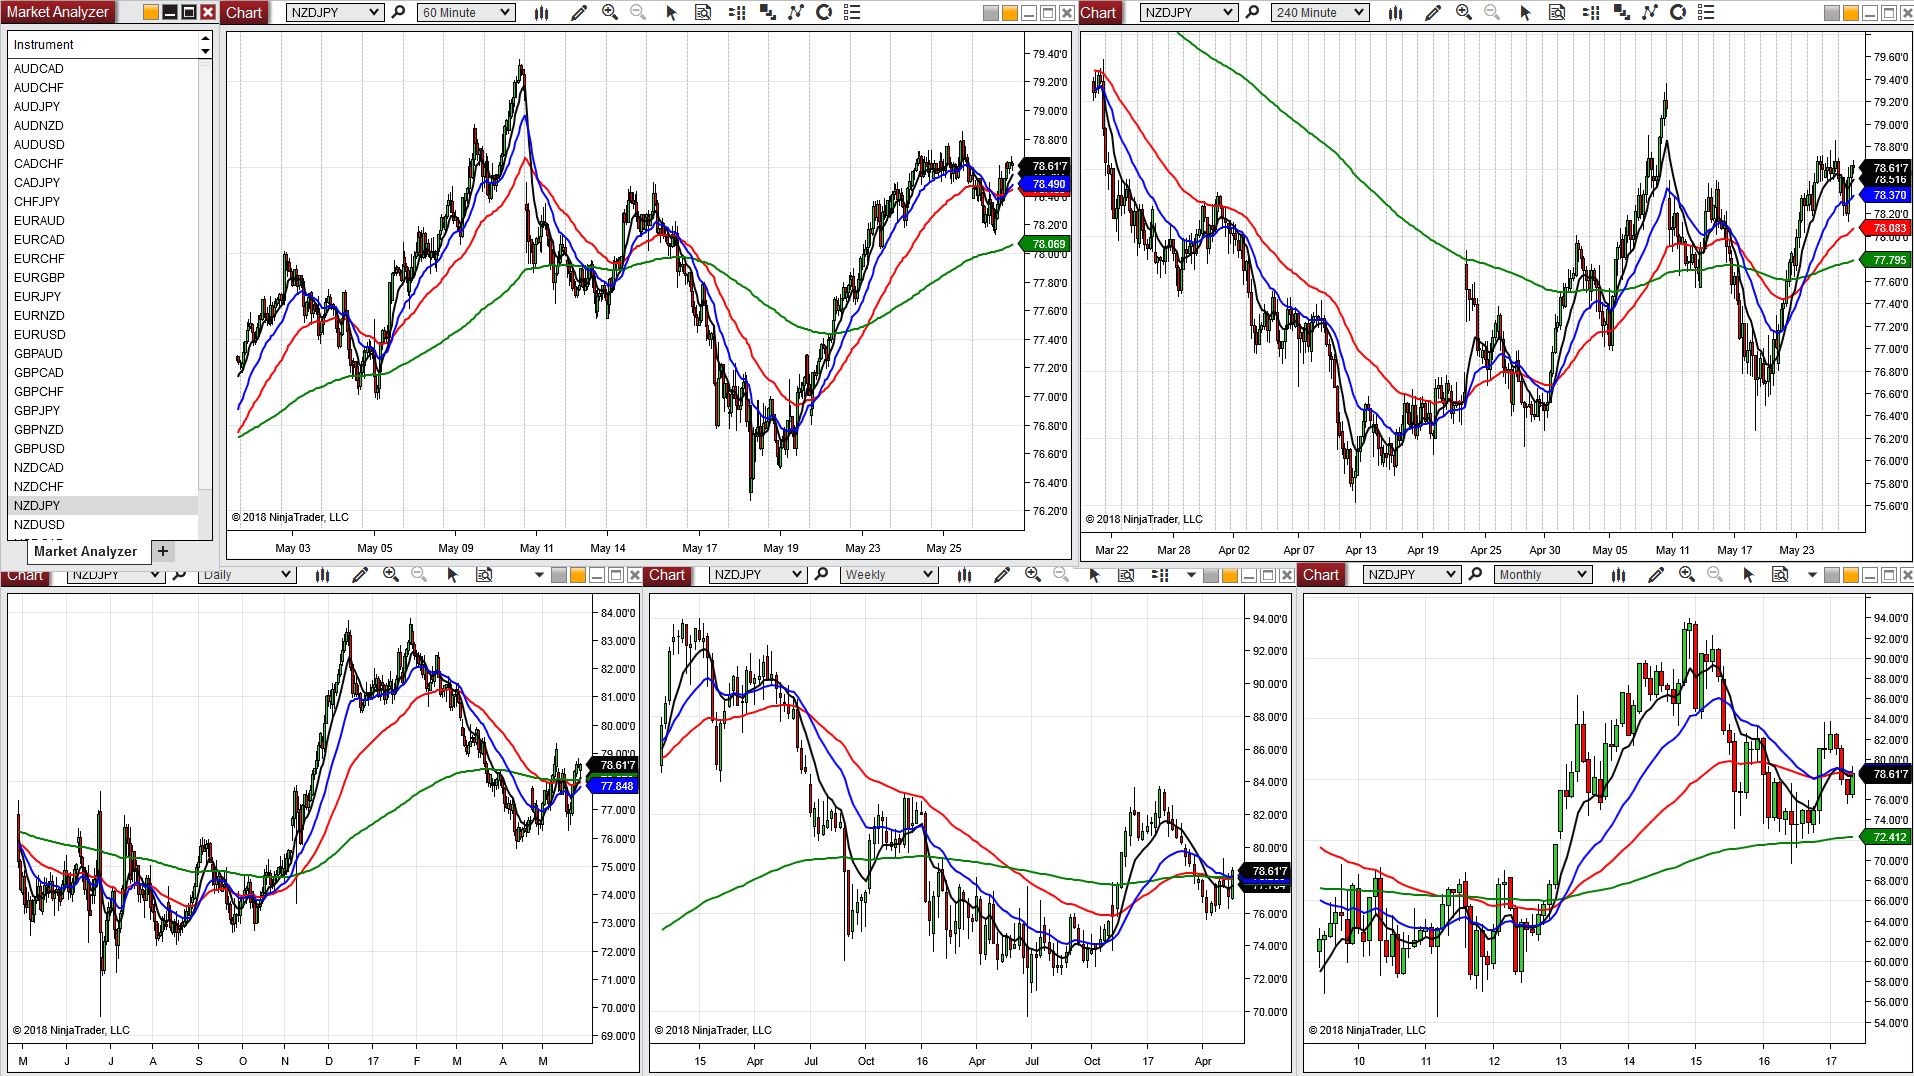 Market Analyzer
Instrument
AUDCAD
AUDCHF
AUDJPY
AUDNZD
AUDUSD
CADCHF
CADJPY
CHFJPY
EURAUD
EURCAD
EURCHF
EURGBP
EURJPY
EURNZD
EURUSD
GBPAUD
GBPCAD
GBPCHF
GBPJPY
GBPNZD
GBPUSD
NZDCAD
NZDCHF
NZDJPY
NZDUSD
Market Analyzer +
Chart NZDJPY 60 Minute
79.40'0
79.20'0
79.00'0
78.80'0
78.61'7
78.490
78.40'0
78.20'0
78.069
78.00'0
77.80'0
77.60'0
77.40'0
77.20'0
77.00'0
76.80'0
76.60'0
76.40'0
76.20'0
© 2018 NinjaTrader, LLC
May 03 May 05 May 09 May 11 May 14 May 17 May 19 May 23 May 25
Chart NZDJPY 240 Minute
79.60'0
79.40'0
79.20'0
79.00'0
78.80'0
78.61'7
78.516
78.370
78.20'0
78.083
78.00'0
77.795
77.60'0
77.40'0
77.20'0
77.00'0
76.80'0
76.60'0
76.40'0
76.20'0
76.00'0
75.80'0
75.60'0
© 2018 NinjaTrader, LLC
Mar 22 Mar 28 Apr 02 Apr 07 Apr 13 Apr 19 Apr 25 Apr 30 May 05 May 11 May 17 May 23
Chart NZDJPY Daily
84.00'0
83.00'0
82.00'0
81.00'0
80.00'0
79.00'0
78.61'7
77.848
77.00'0
76.00'0
75.00'0
74.00'0
73.00'0
72.00'0
71.00'0
70.00'0
69.00'0
© 2018 NinjaTrader, LLC
M J J A S O N D 17 F M A M
Chart NZDJPY Weekly
94.00'0
92.00'0
90.00'0
88.00'0
86.00'0
84.00'0
82.00'0
80.00'0
78.61'7
76.00'0
74.00'0
72.00'0
70.00'0
© 2018 NinjaTrader, LLC
15 Apr Jul Oct 16 Apr Jul Oct 17 Apr
Chart NZDJPY Monthly
94.00'0
92.00'0
90.00'0
88.00'0
86.00'0
84.00'0
82.00'0
80.00'0
78.61'7
76.00'0
74.00'0
72.412
70.00'0
68.00'0
66.00'0
64.00'0
62.00'0
60.00'0
58.00'0
56.00'0
54.00'0
© 2018 NinjaTrader, LLC
10 11 12 13 14 15 16 17